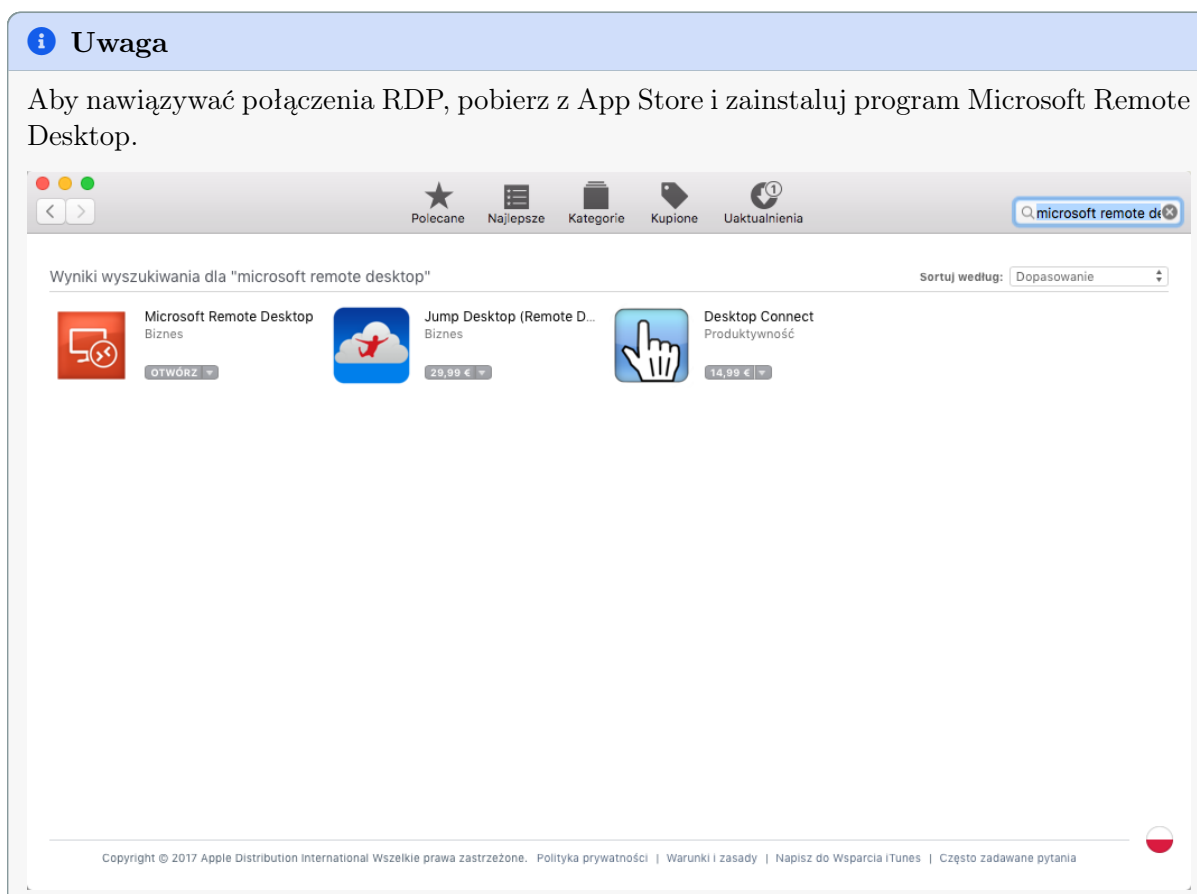 Uwaga
Aby nawiązywać połączenia RDP, pobierz z App Store i zainstaluj program Microsoft Remote
Desktop.
Polecane Najlepsze Kategorie Kupione Uaktualnienia
1
microsoft remote de
Wyniki wyszukiwania dla "microsoft remote desktop"
Sortuj według: Dopasowanie
Microsoft Remote Desktop
Biznes
OTWÓRZ
Jump Desktop (Remote D...
Biznes
29,99 €
Desktop Connect
Produktywność
14,99 €
Copyright © 2017 Apple Distribution International Wszelkie prawa zastrzeżone. Polityka prywatności | Warunki i zasady | Napisz do Wsparcia iTunes | Często zadawane pytania